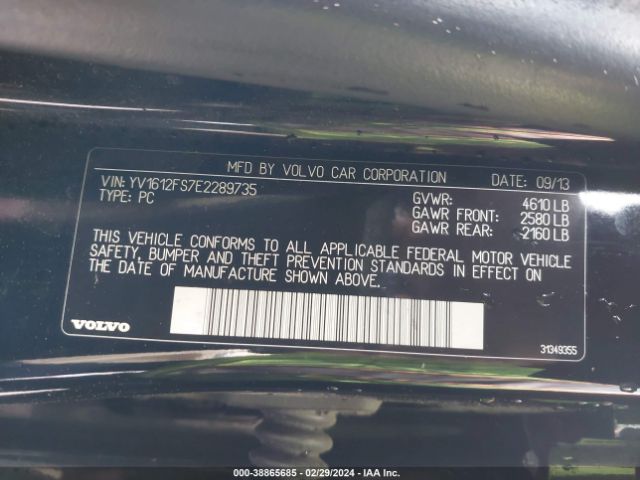 MFD BY VOLVO CAR CORPORATION DATE: 09/13
VIN: YV1612FS7E2289735
TYPE: PC
GVWR: 4610 LB
GAWR FRONT: 2580 LB
GAWR REAR: 2160 LB
THIS VEHICLE CONFORMS TO ALL APPLICABLE FEDERAL MOTOR VEHICLE
SAFETY, BUMPER AND THEFT PREVENTION STANDARDS IN EFFECT ON
THE DATE OF MANUFACTURE SHOWN ABOVE.
VOLVO
31349355
000-38865685 - 02/29/2024 - IAA Inc.